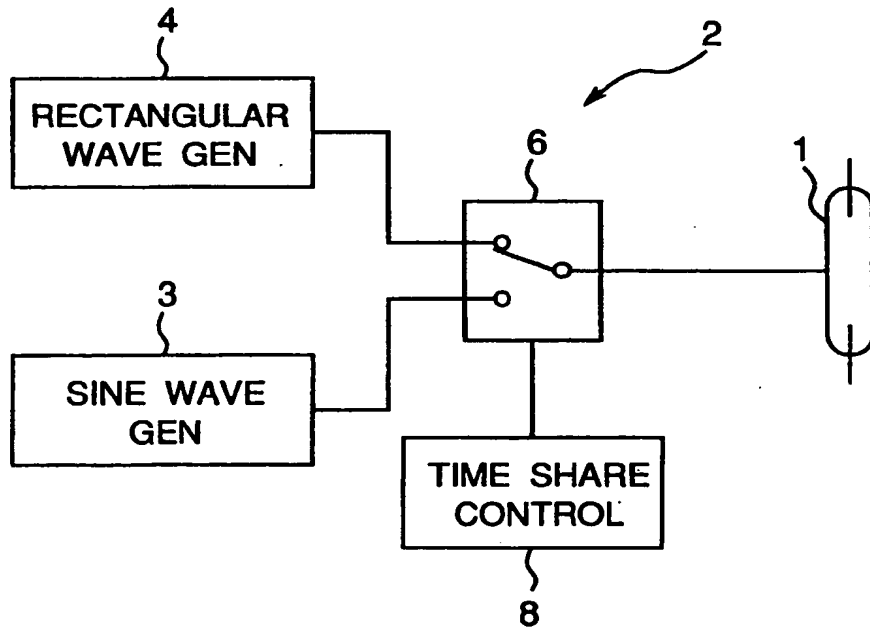 4
2
RECTANGULAR
WAVE GEN
6
1
3
SINE WAVE
GEN
TIME SHARE
CONTROL
8